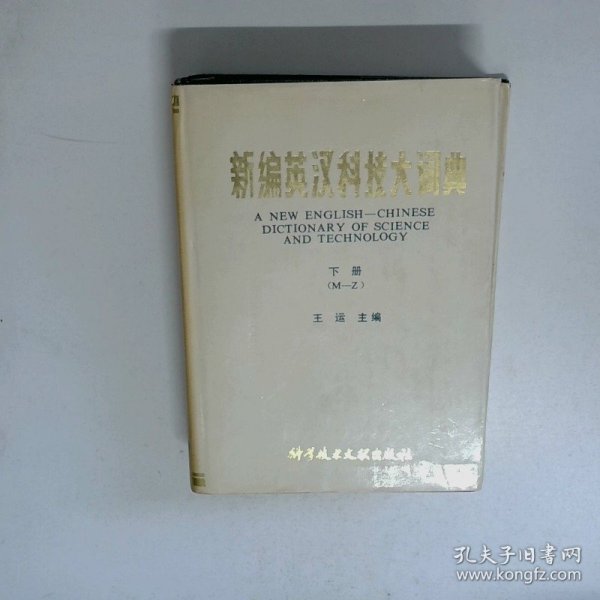 新编英汉科技大词典
A NEW ENGLISH—CHINESE
DICTIONARY OF SCIENCE
AND TECHNOLOGY
下 册
(M—Z)
王 运 主编
科学技术文献出版社
孔夫子旧书网
www.kongfz.com